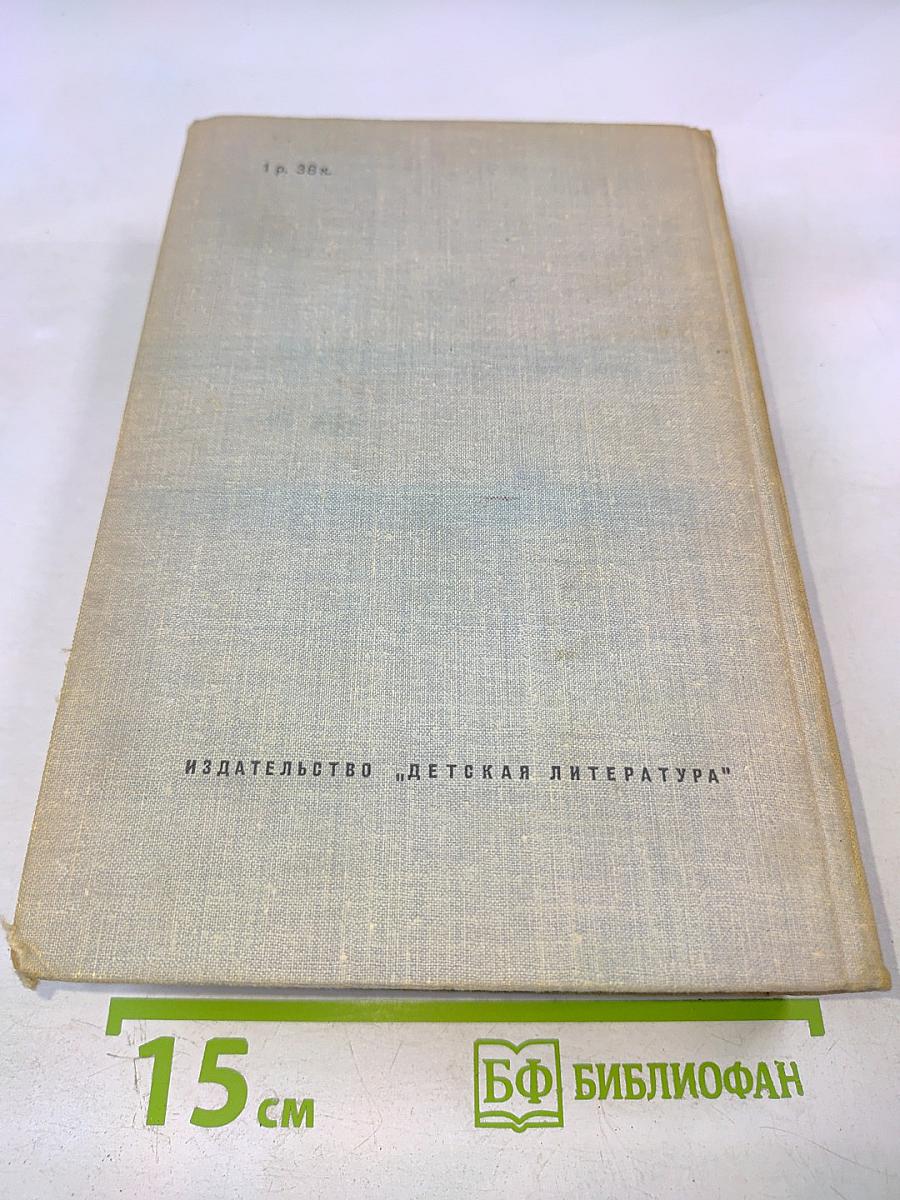 1 р. 38 к.
ИЗДАТЕЛЬСТВО „ДЕТСКАЯ ЛИТЕРАТУРА"
15 см
БФ БИБЛИОФАН